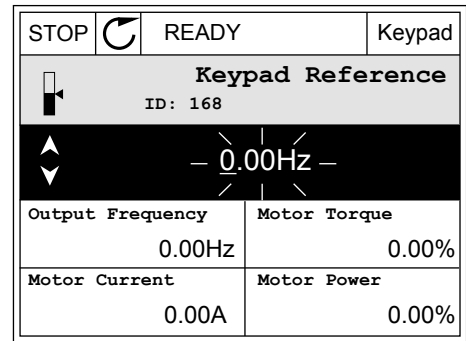 STOP READY Keypad
Keypad Reference
ID: 168
0.00Hz
Output Frequency Motor Torque
0.00Hz 0.00%
Motor Current Motor Power
0.00A 0.00%